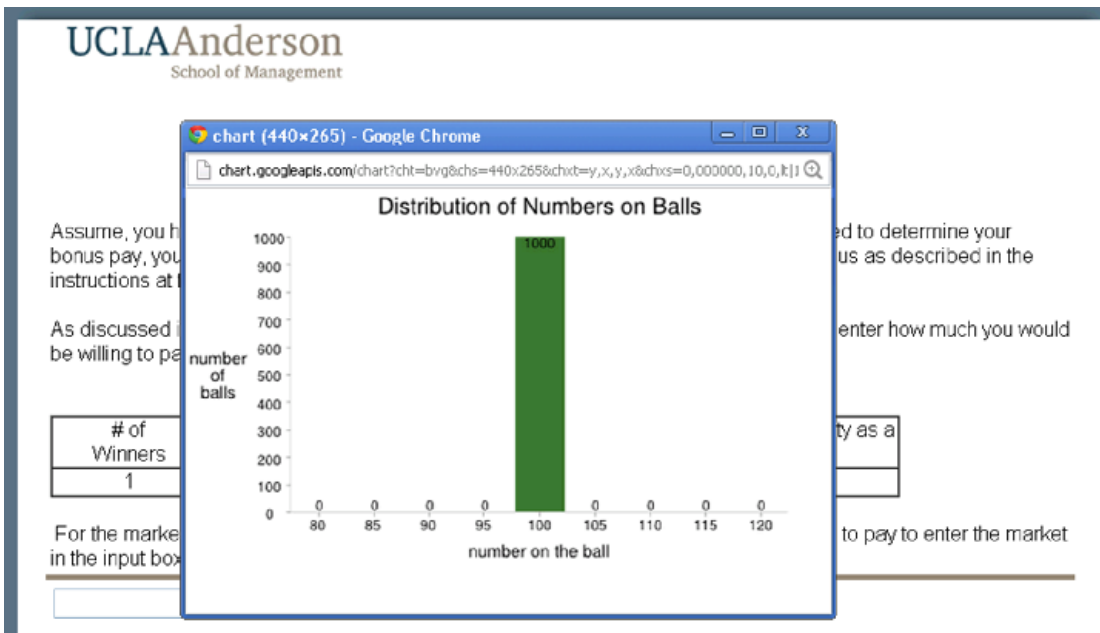 UCLAAnderson
School of Management
chart (440×265) - Google Chrome
chart.googleapis.com/chart?cht=bvg&chs=440x265&chxt=y,x,y,x&chxs=0,000000,10,0,lt|1
Distribution of Numbers on Balls
Assume, you h
ed to determine your
bonus pay, you
us as described in the
instructions at
As discussed i
enter how much you would
be willing to pa
number
of
balls
1000
900
800
700
600
500
400
300
200
100
0
1000
0 0 0 0 0 0 0 0
80 85 90 95 100 105 110 115 120
number on the ball
# of
Winners
ty as a
1
For the marke
to pay to enter the market
in the input box